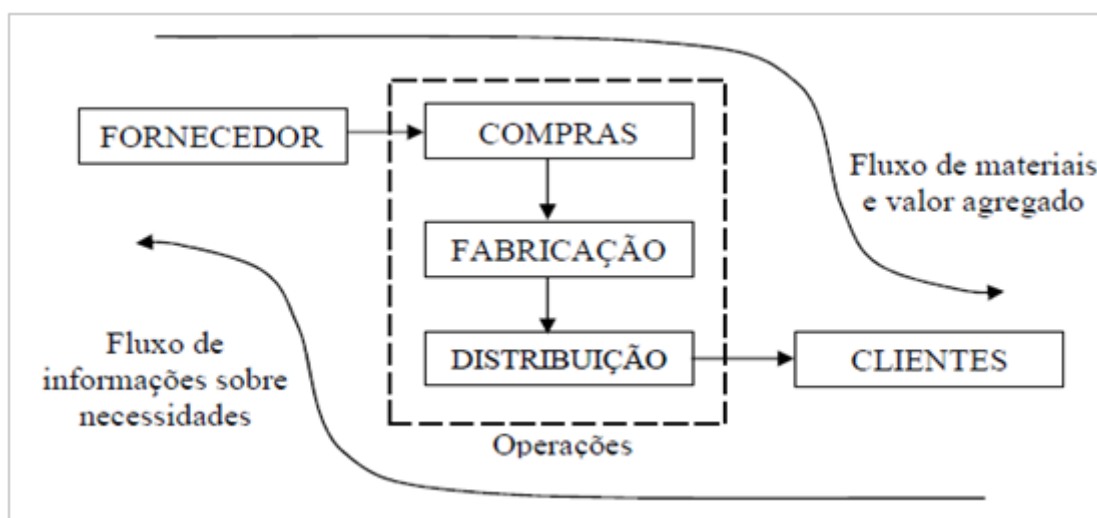 FORNECEDOR
COMPRAS
Fluxo de materiais
e valor agregado
FABRICAÇÃO
Fluxo de
informações sobre
necessidades
DISTRIBUIÇÃO
CLIENTES
Operações